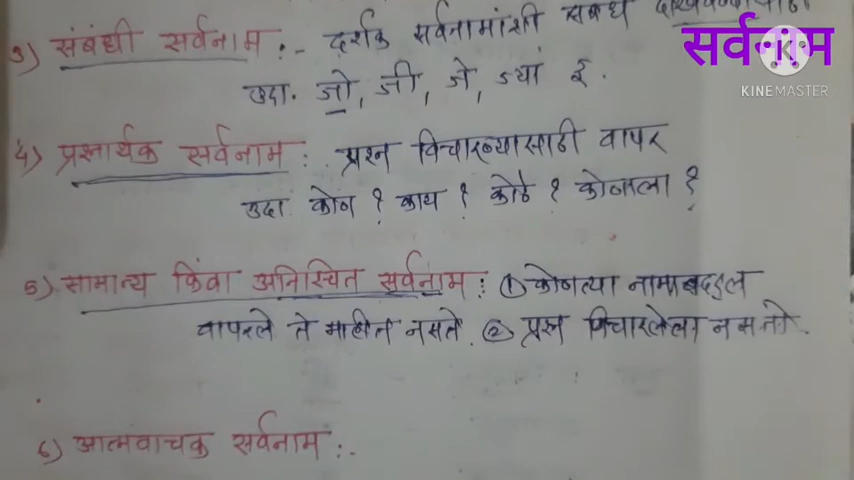 ३) संबंधी सर्वनाम :- दर्शक सर्वनामांशी संबंध दाखवण्यासाठी
सर्वनाम
KINEMASTER
उदा. जो, जी, जे, ज्यां इ.
४) प्रश्नार्थक सर्वनाम : प्रश्न विचारण्यासाठी वापर
उदा. कोण ? काय ? कोठे ? कोणाला ?
५) सामान्य किंवा अनिश्चित सर्वनाम : ① कोणत्या नामाबद्दल
वापरले ते माहीत नसते. ② प्रश्न विचारलेला नसतो.
६) आत्मवाचक सर्वनाम :-